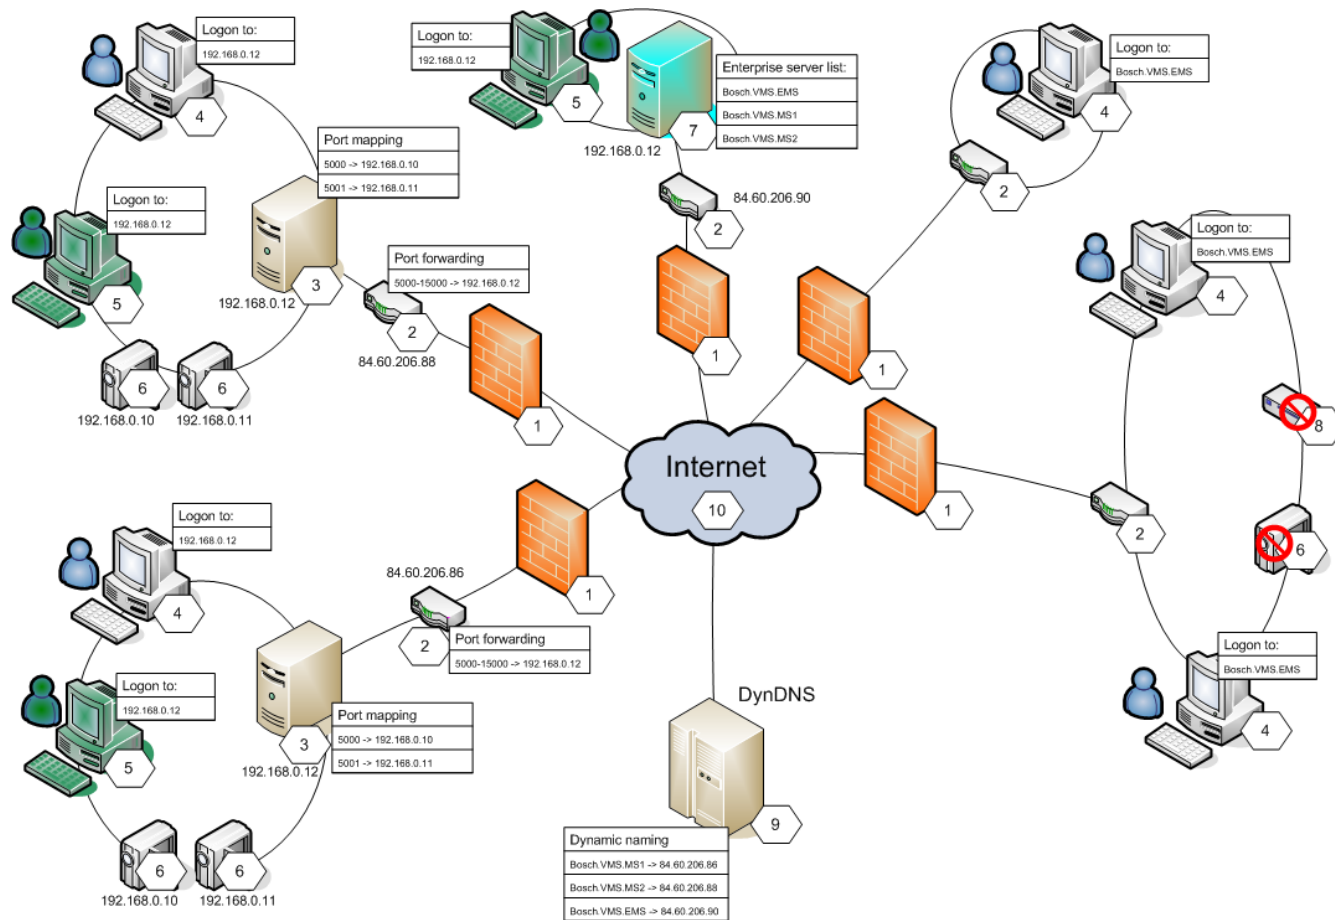 Logon to:
192.168.0.12
4
Logon to:
192.168.0.12
5
Port mapping
5000 -> 192.168.0.10
5001 -> 192.168.0.11
3
192.168.0.12
6
192.168.0.10
6
192.168.0.11
Port forwarding
5000-15000 -> 192.168.0.12
2
84.60.206.88
1
Logon to:
192.168.0.12
5
7
192.168.0.12
Enterprise server list:
Bosch.VMS.EMS
Bosch.VMS.MS1
Bosch.VMS.MS2
84.60.206.90
2
1
Logon to:
Bosch.VMS.EMS
4
2
1
Logon to:
Bosch.VMS.EMS
4
8
6
2
1
Logon to:
Bosch.VMS.EMS
4
Internet
10
Logon to:
192.168.0.12
4
Logon to:
192.168.0.12
5
3
192.168.0.12
Port mapping
5000 -> 192.168.0.10
5001 -> 192.168.0.11
6
192.168.0.10
6
192.168.0.11
84.60.206.86
2
Port forwarding
5000-15000 -> 192.168.0.12
1
DynDNS
9
Dynamic naming
Bosch.VMS.MS1 -> 84.60.206.86
Bosch.VMS.MS2 -> 84.60.206.88
Bosch.VMS.EMS -> 84.60.206.90